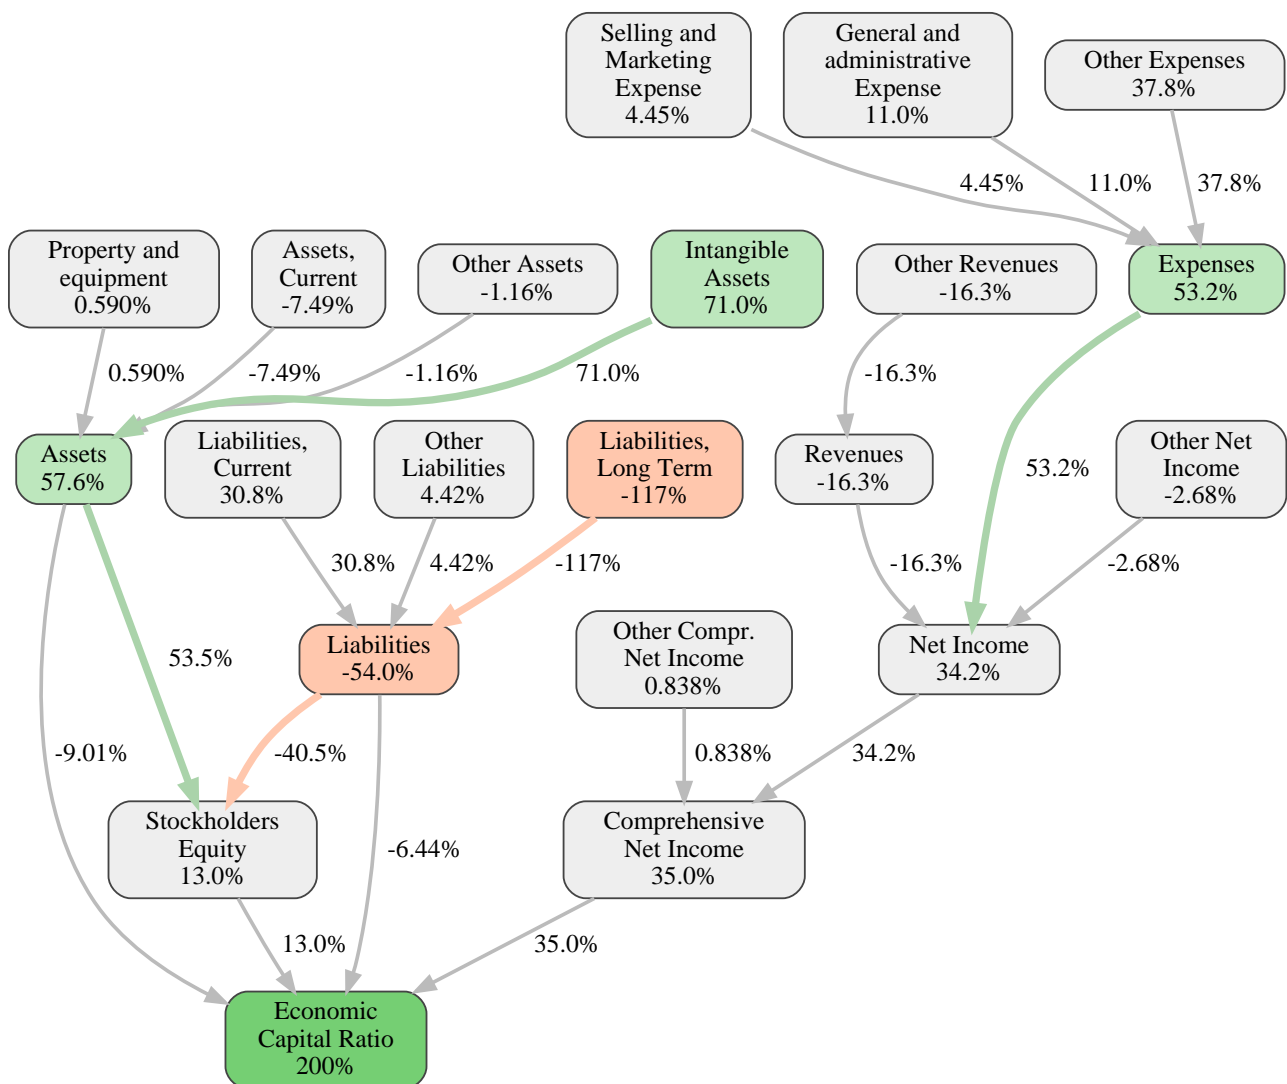 Selling and
Marketing
Expense
4.45%
General and
administrative
Expense
11.0%
Other Expenses
37.8%
4.45%
11.0%
37.8%
Property and
equipment
0.590%
Assets,
Current
-7.49%
Other Assets
-1.16%
Intangible
Assets
71.0%
Other Revenues
-16.3%
Expenses
53.2%
0.590%
-7.49%
-1.16%
71.0%
-16.3%
53.2%
Assets
57.6%
Liabilities,
Current
30.8%
Other
Liabilities
4.42%
Liabilities,
Long Term
-117%
Revenues
-16.3%
Other Net
Income
-2.68%
30.8%
4.42%
-117%
-16.3%
-2.68%
53.5%
Liabilities
-54.0%
Other Compr.
Net Income
0.838%
Net Income
34.2%
-9.01%
-40.5%
0.838%
34.2%
Stockholders
Equity
13.0%
-6.44%
Comprehensive
Net Income
35.0%
13.0%
35.0%
Economic
Capital Ratio
200%